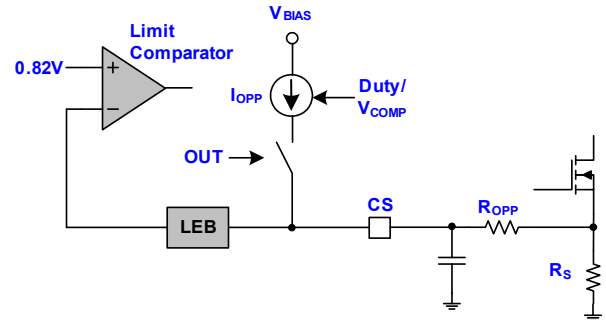 V_BIAS
Limit
Comparator
0.82V
+
−
I_OPP
Duty/
V_COMP
OUT
LEB
CS
R_OPP
R_S